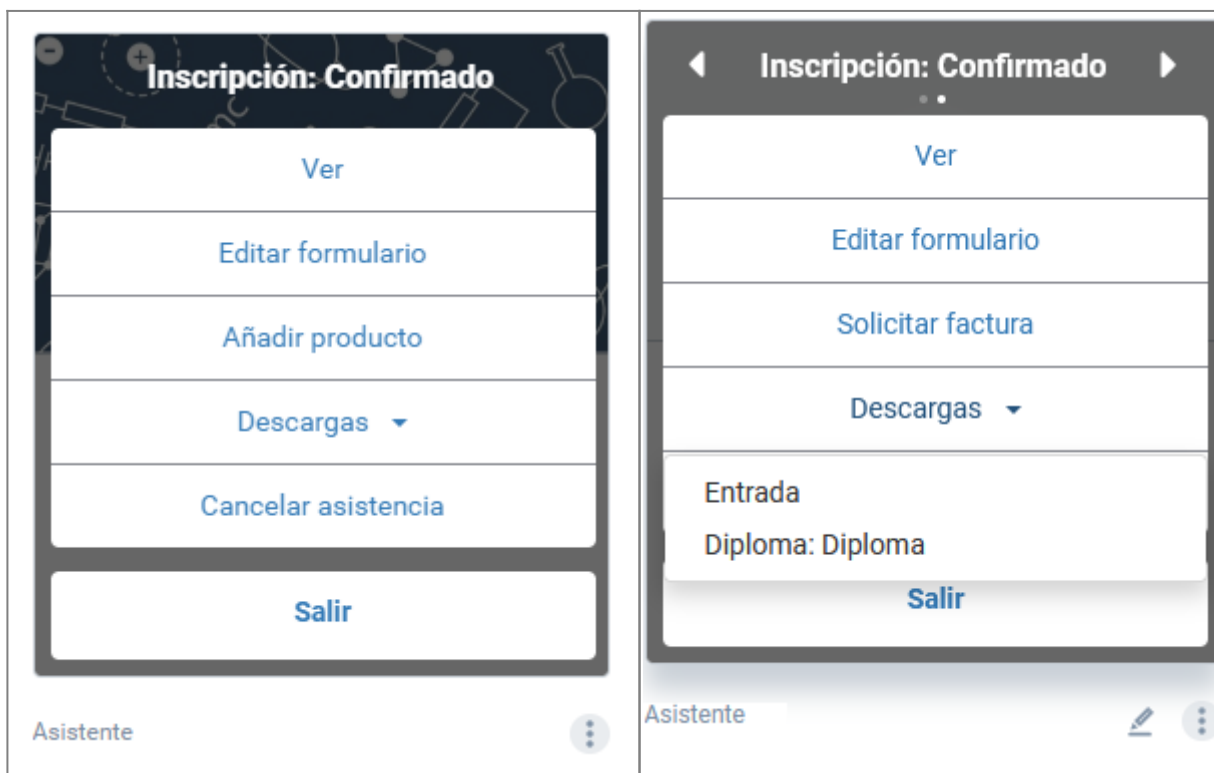 Inscripción: Confirmado
Ver
Editar formulario
Añadir producto
Descargas
Cancelar asistencia
Salir
Asistente
Inscripción: Confirmado
Ver
Editar formulario
Solicitar factura
Descargas
Entrada
Diploma: Diploma
Salir
Asistente